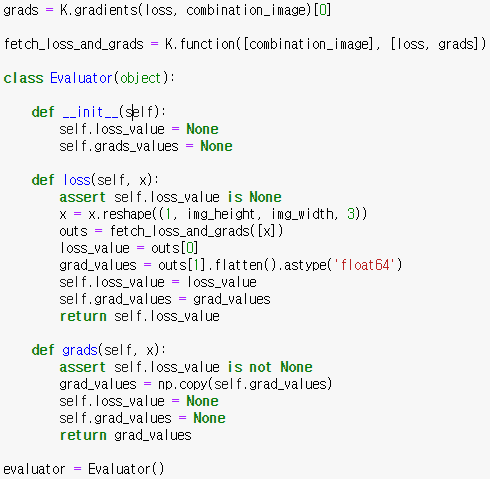 grads = K.gradients(loss, combination_image)[0]
fetch_loss_and_grads = K.function([combination_image], [loss, grads])
class Evaluator(object):
    def __init__(self):
        self.loss_value = None
        self.grads_values = None
    def loss(self, x):
        assert self.loss_value is None
        x = x.reshape((1, img_height, img_width, 3))
        outs = fetch_loss_and_grads([x])
        loss_value = outs[0]
        grad_values = outs[1].flatten().astype('float64')
        self.loss_value = loss_value
        self.grad_values = grad_values
        return self.loss_value
    def grads(self, x):
        assert self.loss_value is not None
        grad_values = np.copy(self.grad_values)
        self.loss_value = None
        self.grad_values = None
        return grad_values
evaluator = Evaluator()